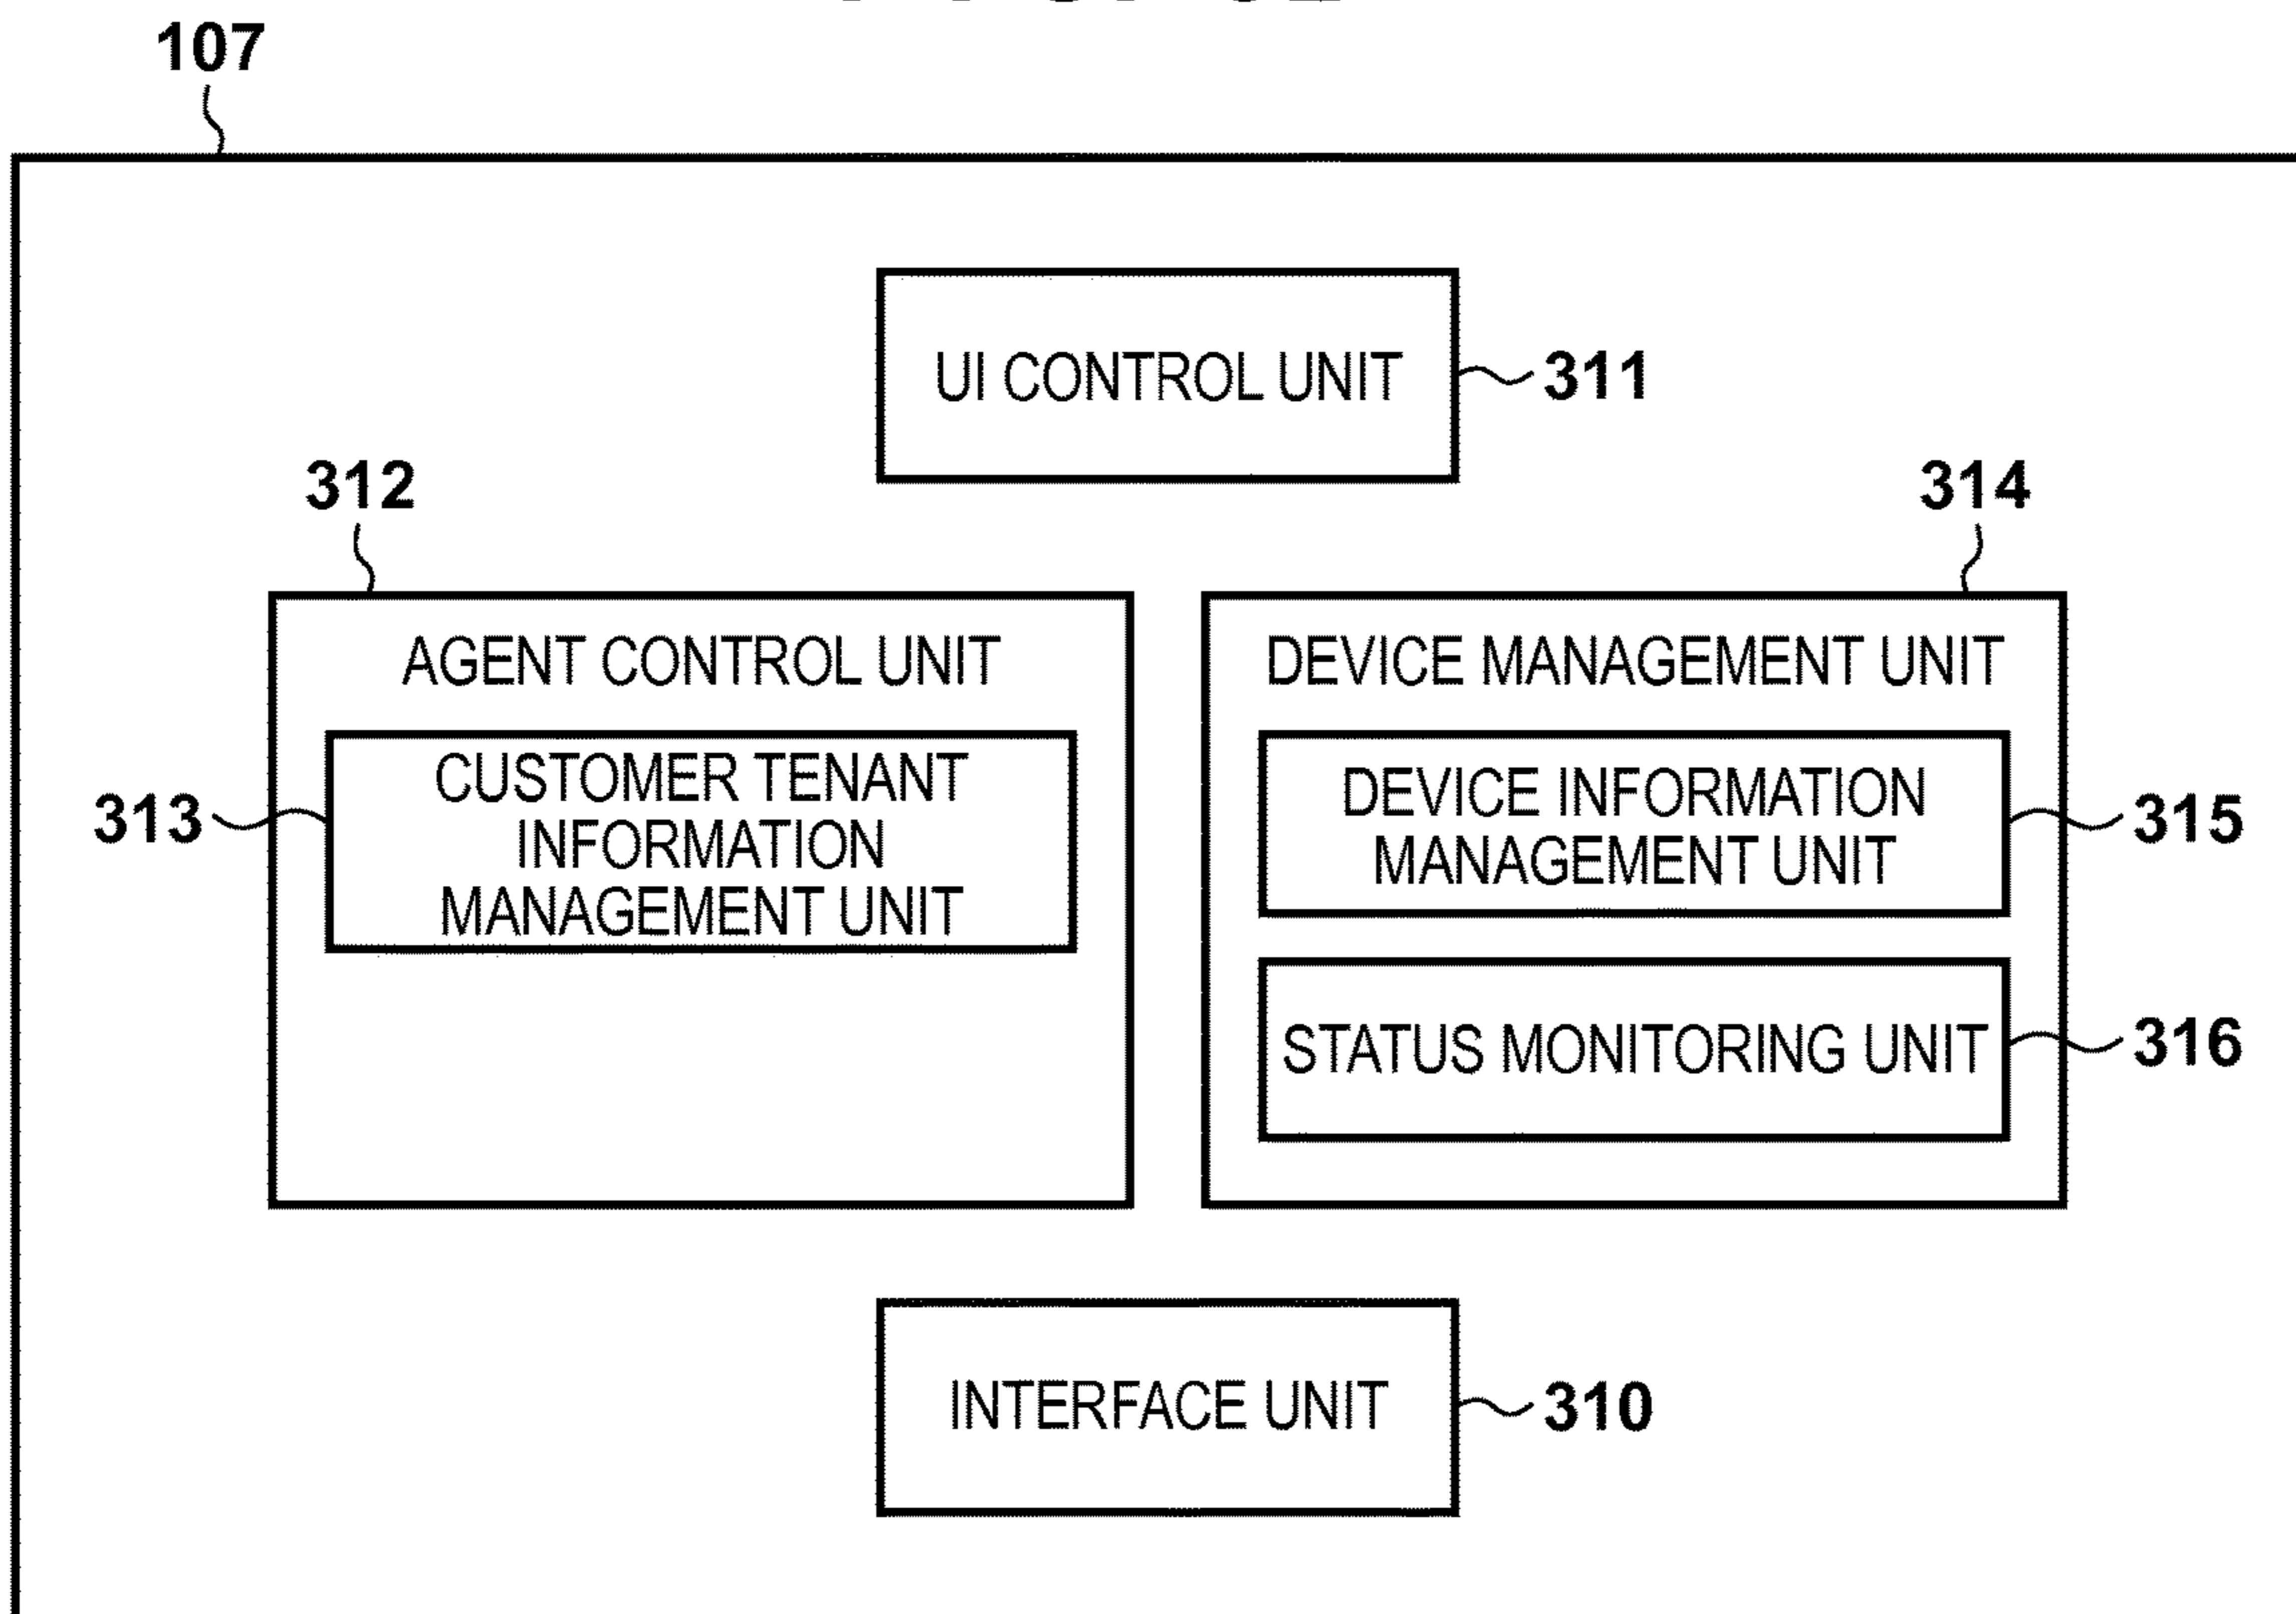 107
UI CONTROL UNIT
311
312
314
AGENT CONTROL UNIT
DEVICE MANAGEMENT UNIT
313
CUSTOMER TENANT
INFORMATION
MANAGEMENT UNIT
DEVICE INFORMATION
MANAGEMENT UNIT
315
STATUS MONITORING UNIT
316
INTERFACE UNIT
310